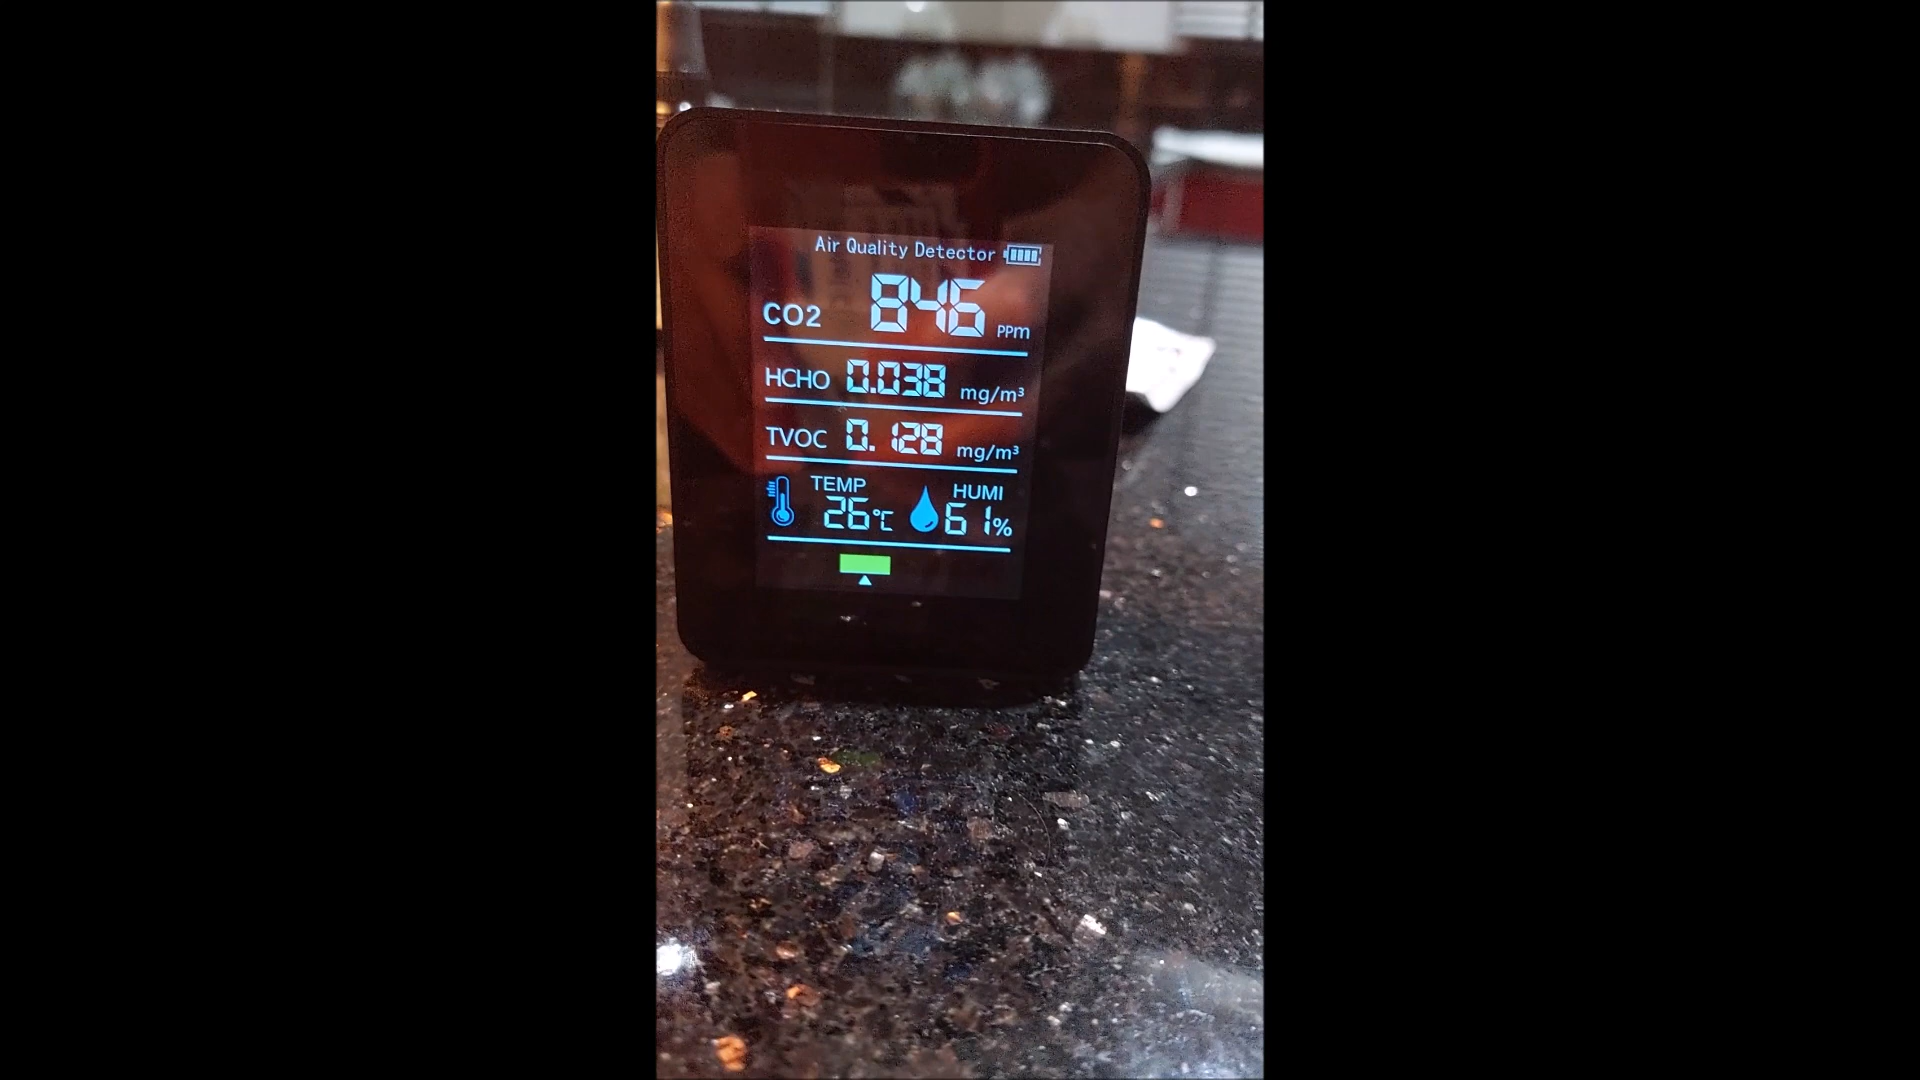 Air Quality Detector
CO2 846 PPm
HCHO 0.038 mg/m³
TVOC 0.128 mg/m³
TEMP HUMI
26℃ 61%